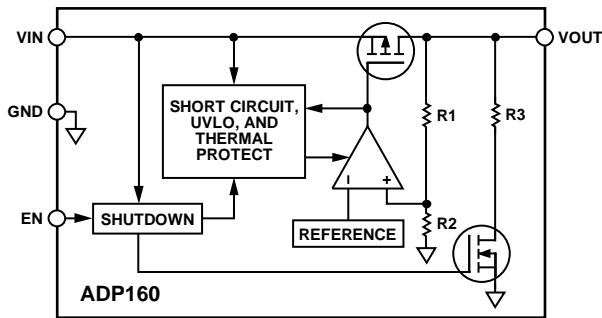 VIN
VOUT
GND
SHORT CIRCUIT,
UVLO, AND
THERMAL
PROTECT
R1
R3
– +
EN
SHUTDOWN
R2
REFERENCE
ADP160